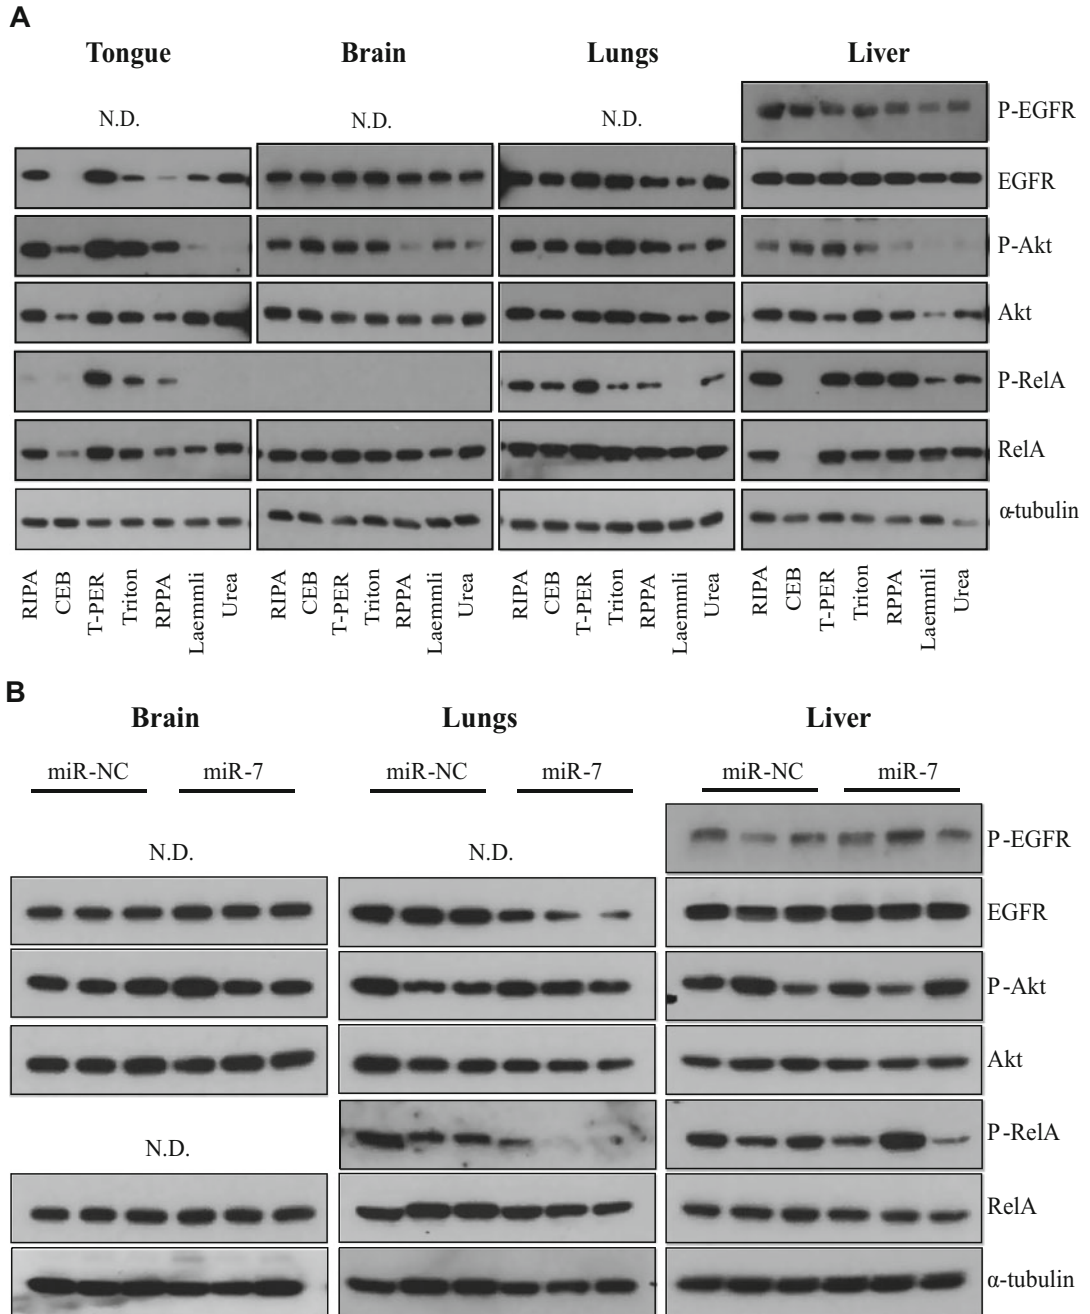 A
Tongue Brain Lungs Liver
N.D. N.D. N.D. P-EGFR
EGFR
P-Akt
Akt
P-RelA
RelA
α-tubulin
RIPA CEB T-PER Triton RPPA Laemmli Urea RIPA CEB T-PER Triton RPPA Laemmli Urea RIPA CEB T-PER Triton RPPA Laemmli Urea RIPA CEB T-PER Triton RPPA Laemmli Urea
B
Brain Lungs Liver
miR-NC miR-7 miR-NC miR-7 miR-NC miR-7
N.D. N.D. P-EGFR
EGFR
P-Akt
Akt
N.D. P-RelA
RelA
α-tubulin